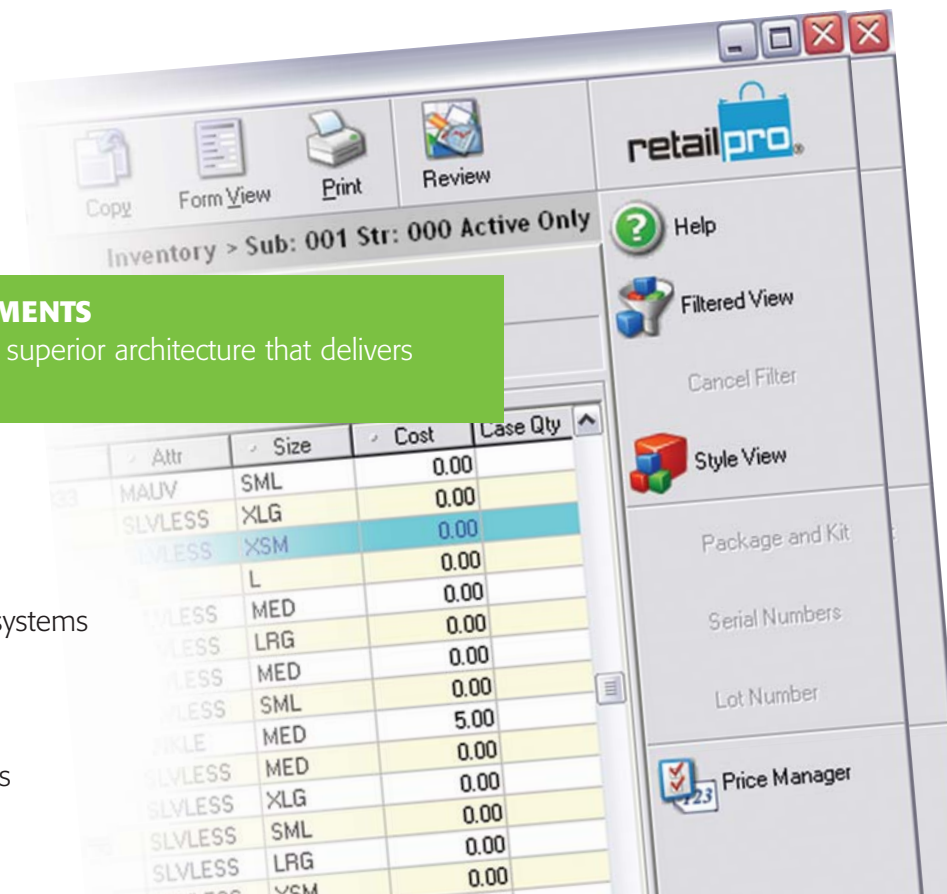 retail pro®
Copy Form View Print Review
Inventory > Sub: 001 Str: 000 Active Only
Help
Filtered View
MENTS
superior architecture that delivers
Cancel Filter
Attr Size Cost Case Qty
Style View
MAUV SML 0.00
SLVLESS XLG 0.00
XSM 0.00
L 0.00
MED 0.00
LRG 0.00
MED 0.00
SML 0.00
MED 5.00
SLVLESS MED 0.00
SLVLESS XLG 0.00
SLVLESS SML 0.00
SLVLESS LRG 0.00
XSM 0.00
Package and Kit
systems
Serial Numbers
Lot Number
s
Price Manager
123